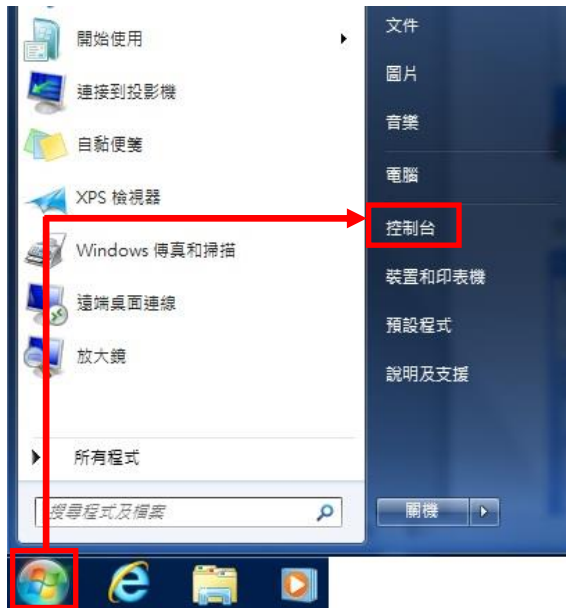 開始使用
連接到投影機
自黏便箋
XPS 檢視器
Windows 傳真和掃描
遠端桌面連線
放大鏡
所有程式
搜尋程式及檔案
文件
圖片
音樂
電腦
控制台
裝置和印表機
預設程式
說明及支援
關機